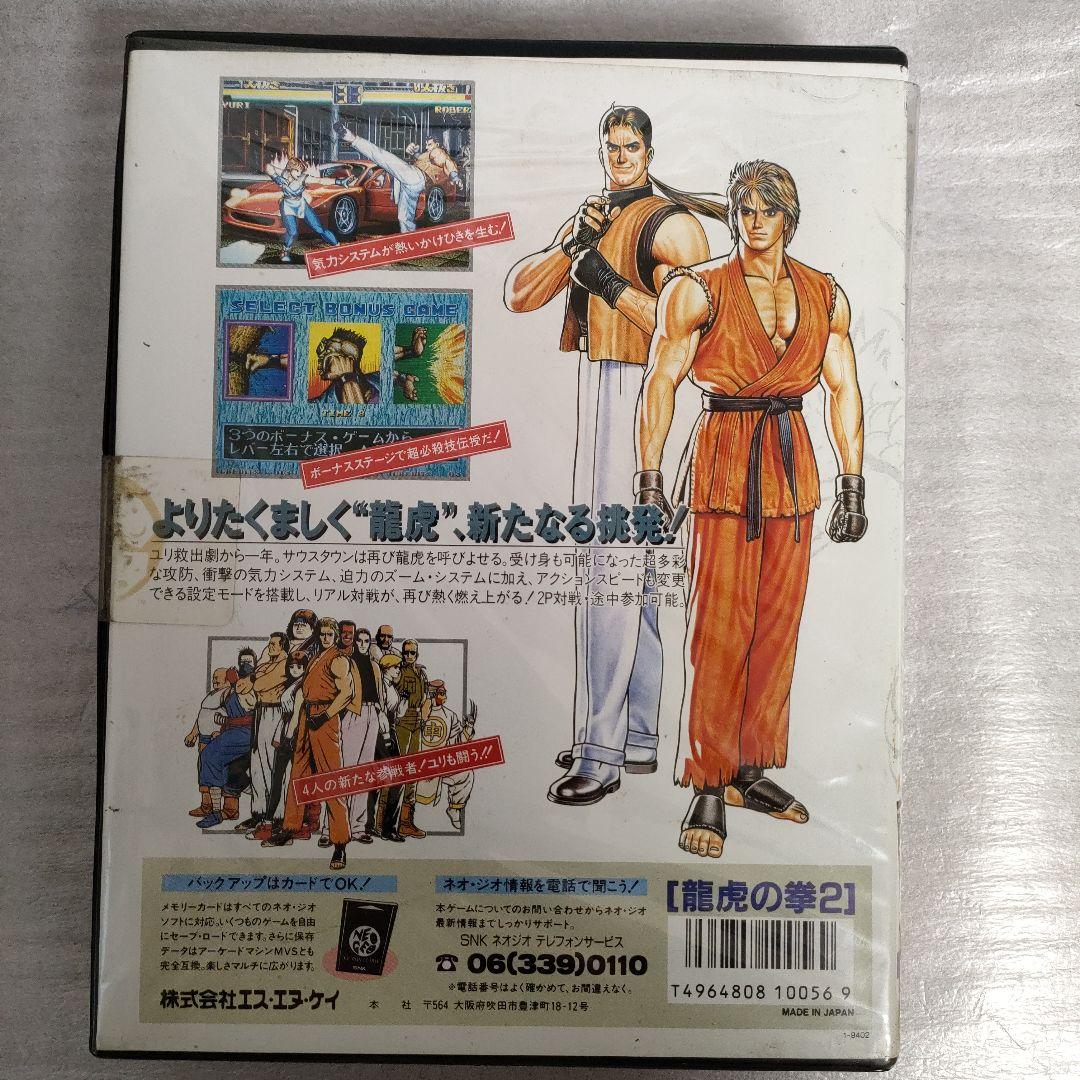 YURI
ROBER
気力システムが熱いかけひきを生む!
SELECT BONUS GAME
TIME 8
3つのボーナス・ゲームから
レバー左右で選択
ボーナスステージで超必殺技伝授だ!
よりたくましく“龍虎”、新たなる挑発!
ユリ救出劇から一年。サウスタウンは再び龍虎を呼びよせる。受け身も可能になった超多彩
な攻防、衝撃の気力システム、迫力のズーム・システムに加え、アクションスピードも変更
できる設定モードを搭載し、リアル対戦が、再び熱く燃え上がる!2P対戦・途中参加可能。
4人の新たな参戦者!ユリも闘う!!
バックアップはカードでOK!
メモリーカードはすべてのネオ・ジオ
ソフトに対応。いくつものゲームを自由
にセーブ・ロードできます。さらに保存
データはアーケードマシンMVSとも
完全互換。楽しさマルチに広がります。
NEO GEO
SNK
株式会社エス・エヌ・ケイ
ネオ・ジオ情報を電話で聞こう!
本ゲームについてのお問い合わせからネオ・ジオ
最新情報までしっかりサポート。
SNK ネオジオ テレフォンサービス
☎ 06(339)0110
※電話番号はよく確かめて、お間違えなく。
本 社 〒564 大阪府吹田市豊津町18-12号
[龍虎の拳2]
T4964808 10056 9
MADE IN JAPAN
1-9402